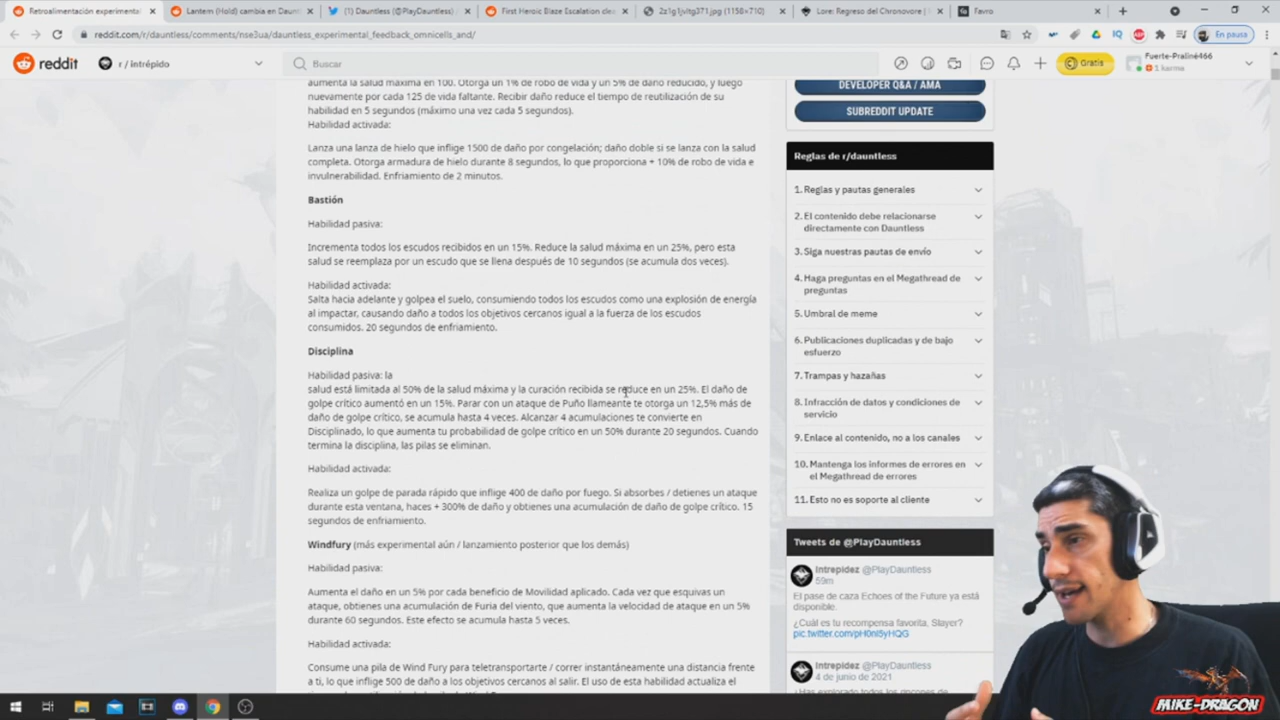 Retroalimentación experiment
Lantern (Hold) cambia en Daunt
(1) Dauntless (@PlayDauntless) /
First Heroic Blaze Escalation clea
2z1g1jvltg371.jpg (1158×710)
Lore: Regreso del Chronovore |
Favro
reddit.com/r/dauntless/comments/nse3ua/dauntless_experimental_feedback_omnicells_and/
En pausa
reddit
r / intrépido
Buscar
Gratis
Fuerte-Praliné466
1 karma
aumenta la salud máxima en 100. Otorga un 1% de robo de vida y un 5% de daño reducido, y luego
nuevamente por cada 125 de vida faltante. Recibir daño reduce el tiempo de reutilización de su
habilidad en 5 segundos (máximo una vez cada 5 segundos).
Habilidad activada:
Lanza una lanza de hielo que inflige 1500 de daño por congelación; daño doble si se lanza con la salud
completa. Otorga armadura de hielo durante 8 segundos, lo que proporciona + 10% de robo de vida e
invulnerabilidad. Enfriamiento de 2 minutos.
Bastión
Habilidad pasiva:
Incrementa todos los escudos recibidos en un 15%. Reduce la salud máxima en un 25%, pero esta
salud se reemplaza por un escudo que se llena después de 10 segundos (se acumula dos veces).
Habilidad activada:
Salta hacia adelante y golpea el suelo, consumiendo todos los escudos como una explosión de energía
al impactar, causando daño a todos los objetivos cercanos igual a la fuerza de los escudos
consumidos. 20 segundos de enfriamiento.
Disciplina
Habilidad pasiva: la
salud está limitada al 50% de la salud máxima y la curación recibida se reduce en un 25%. El daño de
golpe crítico aumentó en un 15%. Parar con un ataque de Puño llameante te otorga un 12,5% más de
daño de golpe crítico, se acumula hasta 4 veces. Alcanzar 4 acumulaciones te convierte en
Disciplinado, lo que aumenta tu probabilidad de golpe crítico en un 50% durante 20 segundos. Cuando
termina la disciplina, las pilas se eliminan.
Habilidad activada:
Realiza un golpe de parada rápido que inflige 400 de daño por fuego. Si absorbes / detienes un ataque
durante esta ventana, haces + 300% de daño y obtienes una acumulación de daño de golpe crítico. 15
segundos de enfriamiento.
Windfury (más experimental aún / lanzamiento posterior que los demás)
Habilidad pasiva:
Aumenta el daño en un 5% por cada beneficio de Movilidad aplicado. Cada vez que esquivas un
ataque, obtienes una acumulación de Furia del viento, que aumenta la velocidad de ataque en un 5%
durante 60 segundos. Este efecto se acumula hasta 5 veces.
Habilidad activada:
Consume una pila de Wind Fury para teletransportarte / correr instantáneamente una distancia frente
a ti, lo que inflige 500 de daño a los objetivos cercanos al salir. El uso de esta habilidad actualiza el
DEVELOPER Q&A / AMA
SUBREDDIT UPDATE
Reglas de r/dauntless
1. Reglas y pautas generales
2. El contenido debe relacionarse
directamente con Dauntless
3. Siga nuestras pautas de envío
4. Haga preguntas en el Megathread de
preguntas
5. Umbral de meme
6. Publicaciones duplicadas y de bajo
esfuerzo
7. Trampas y hazañas
8. Infracción de datos y condiciones de
servicio
9. Enlace al contenido, no a los canales
10. Mantenga los informes de errores en
el Megathread de errores
11. Esto no es soporte al cliente
Tweets de @PlayDauntless
Intrepidez @PlayDauntless
59m
El pase de caza Echoes of the Future ya está
disponible.
¿Cuál es tu recompensa favorita, Slayer?
pic.twitter.com/pH0nl5yHQG
Intrepidez @PlayDauntless
4 de junio de 2021
¿Has explorado todos los rincones de
MIKE-DRAGON